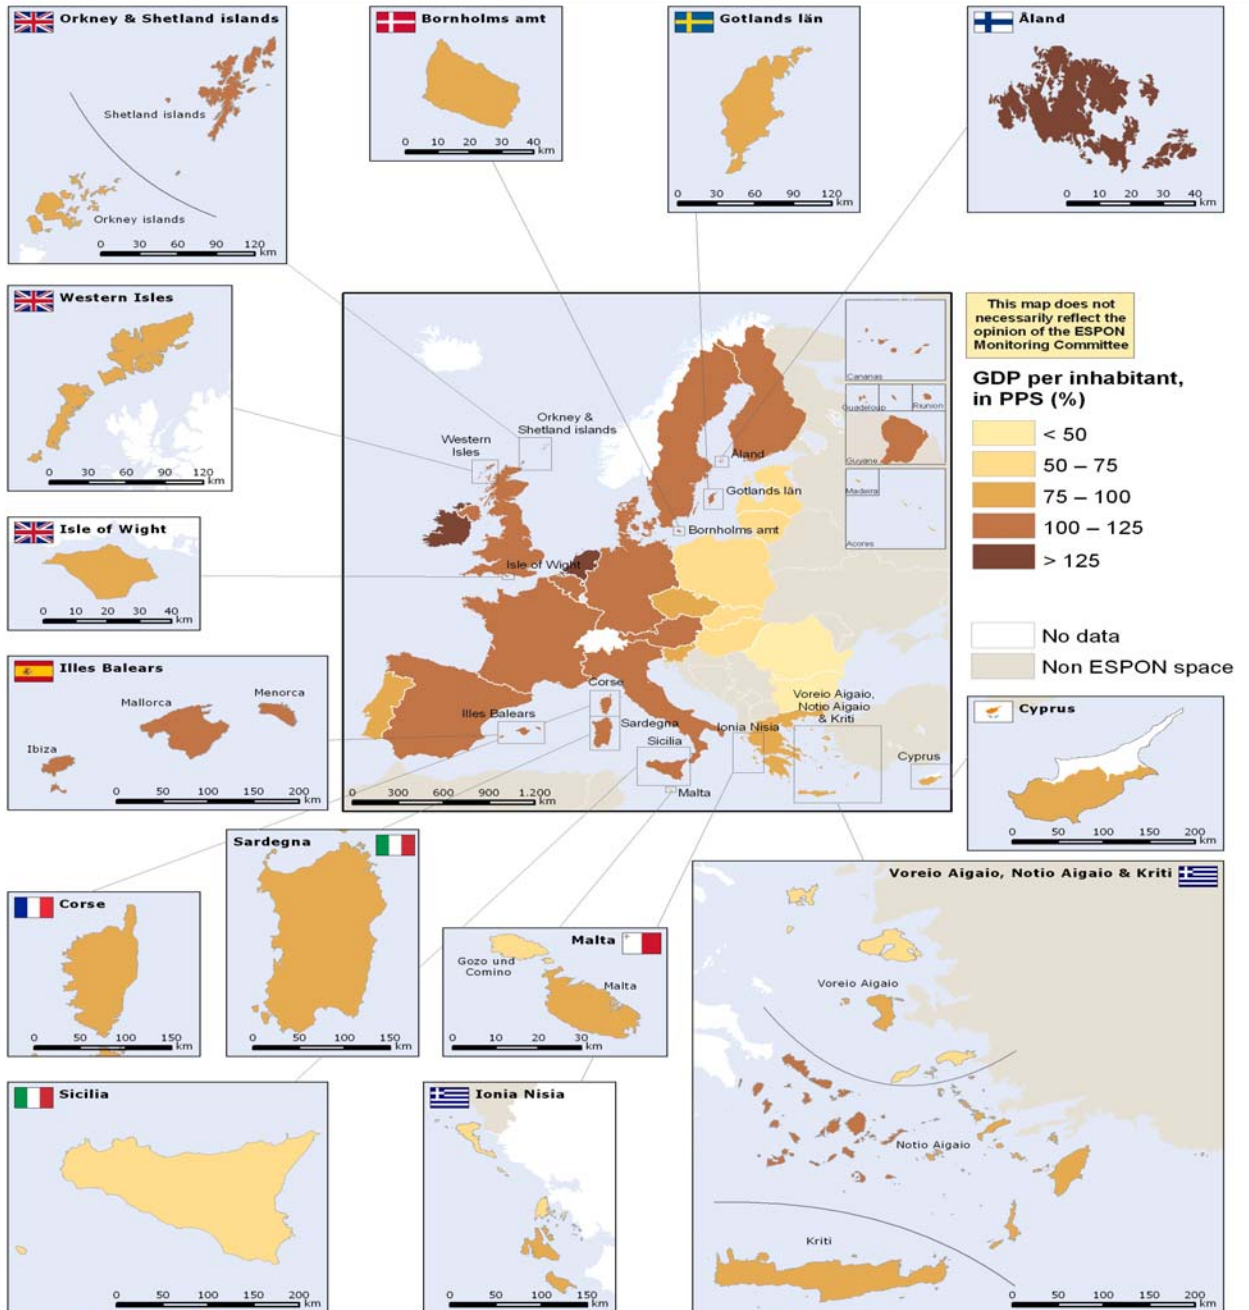 Orkney & Shetland islands
Shetland islands
Orkney islands
0 30 60 90 120 km
Bornholms amt
0 10 20 30 40
km
Gotlands län
0 30 60 90 120
km
Åland
0 10 20 30 40
km
Western Isles
0 50 100 150 200
km
Isle of Wight
0 10 20 30 40
km
Illes Balears
Mallorca
Menorca
Ibiza
0 50 100 150 200
km
Orkney &
Shetland islands
Western
Isles
Åland
Gotlands län
Bornholms amt
Isle of Wight
Corse
Illes Balears
Sardegna
Sicilia
Ionia Nisia
Voreio Aigaio,
Notio Aigaio
& Kriti
Cyprus
Malta
0 300 600 900 1.200
km
Canarias
Guadeloup
Réunion
Guyane
Madeira
Acores
This map does not
necessarily reflect the
opinion of the ESPON
Monitoring Committee
GDP per inhabitant,
in PPS (%)
< 50
50 – 75
75 – 100
100 – 125
> 125
No data
Non ESPON space
Cyprus
0 50 100 150 200
km
Sardegna
0 50 100 150
km
Corse
0 50 100 150
km
Malta
Gozo und
Comino
Malta
0 10 20 30
km
Voreio Aigaio, Notio Aigaio & Kriti
Voreio Aigaio
Notio Aigaio
Kriti
0 50 100 150 200
km
Sicilia
0 50 100 150 200
km
Ionia Nisia
0 50 100 150
km